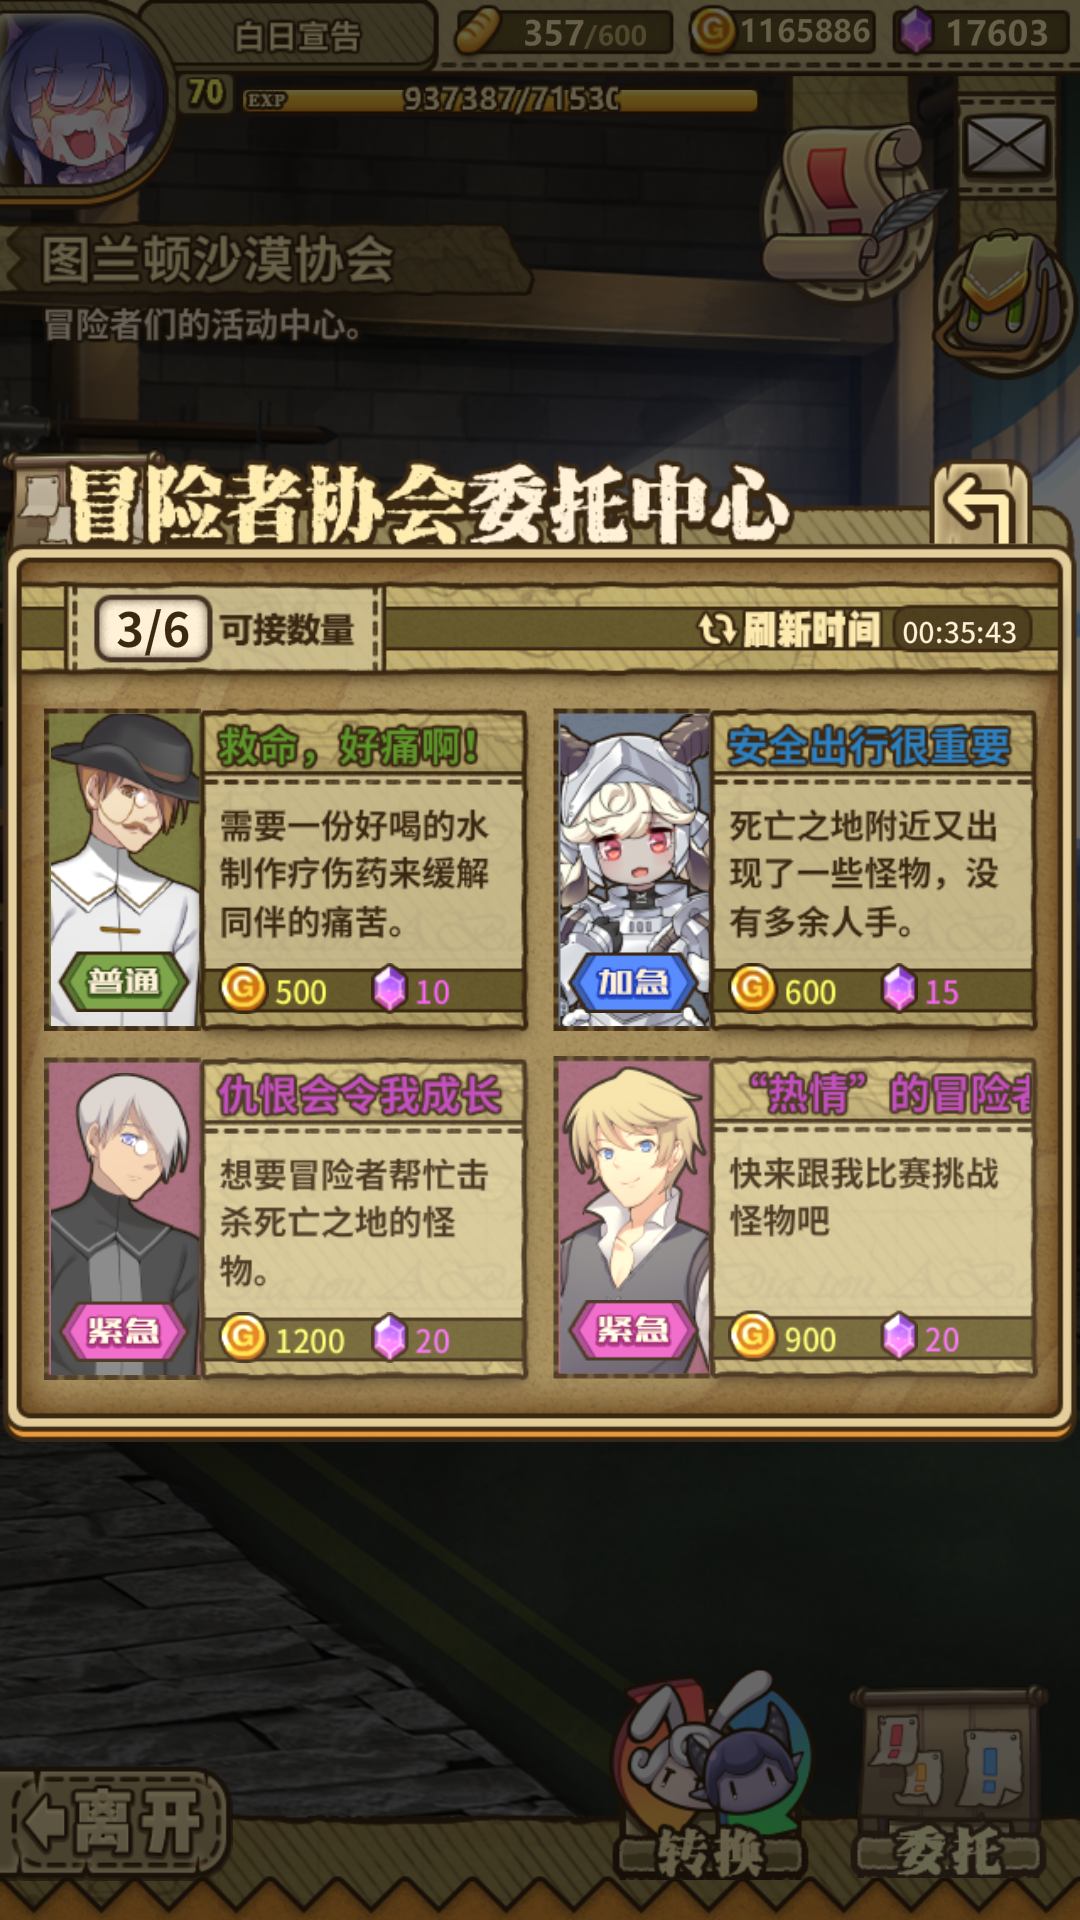 白日宣告
357/600
1165886
17603
70
EXP
937387/71530
图兰顿沙漠协会
冒险者们的活动中心。
冒险者协会委托中心
3/6 可接数量
刷新时间 00:35:43
救命，好痛啊!
需要一份好喝的水
制作疗伤药来缓解
同伴的痛苦。
普通
500
10
安全出行很重要
死亡之地附近又出
现了一些怪物，没
有多余人手。
加急
600
15
仇恨会令我成长
想要冒险者帮忙击
杀死亡之地的怪
物。
紧急
1200
20
“热情”的冒险者
快来跟我比赛挑战
怪物吧
紧急
900
20
离开
转换
委托